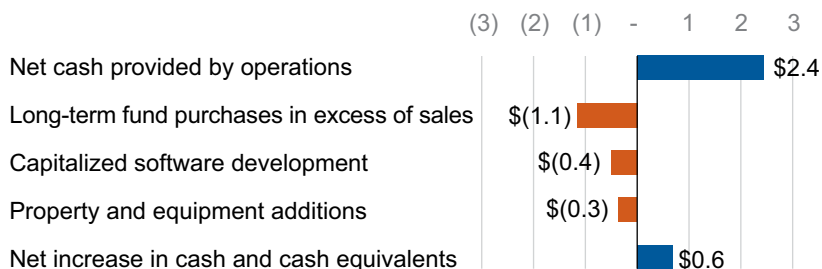 (3) (2) (1) - 1 2 3
Net cash provided by operations $2.4
Long-term fund purchases in excess of sales $(1.1)
Capitalized software development $(0.4)
Property and equipment additions $(0.3)
Net increase in cash and cash equivalents $0.6